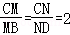 CM/MB = CN/ND = 2